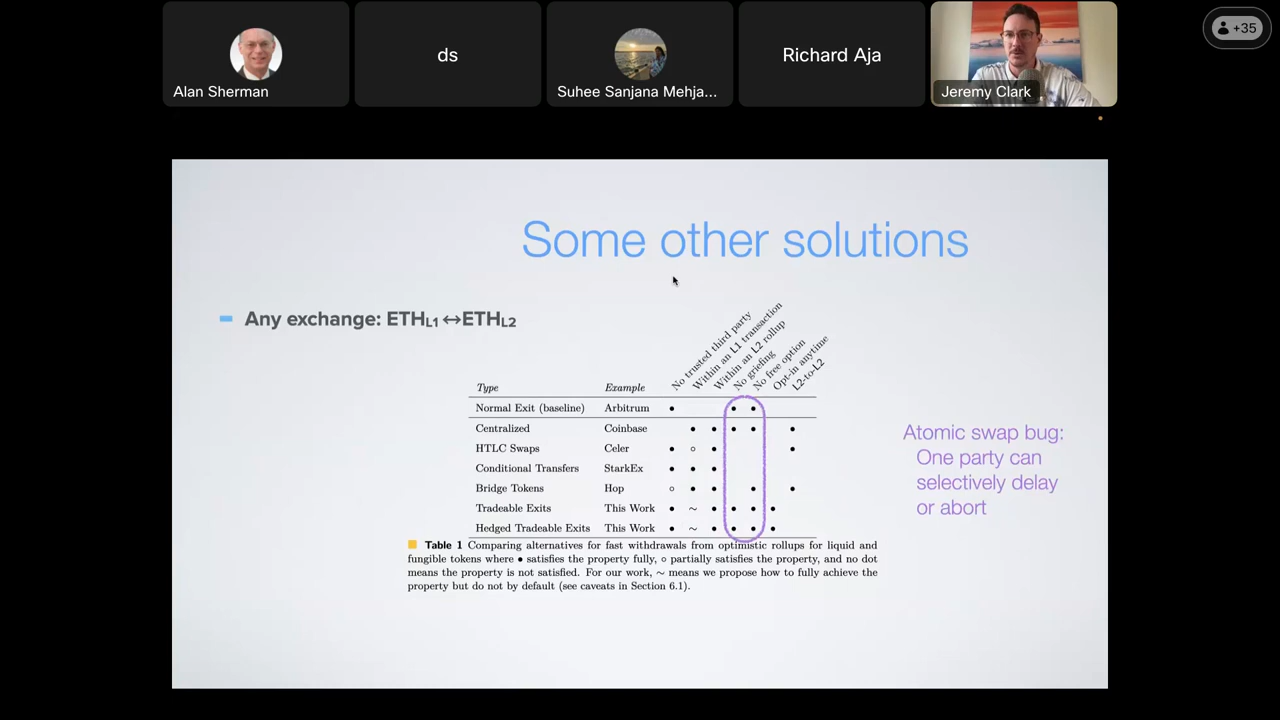 +35
Alan Sherman
ds
Suhee Sanjana Mehja...
Richard Aja
Jeremy Clark
Some other solutions
Any exchange: ETHL1↔ETHL2
Type Example No trusted third party Within an L1 transaction Within an L2 rollup No griefing No free option Opt-in anytime L2-to-L2
Normal Exit (baseline) Arbitrum • • •
Centralized Coinbase • • • • •
HTLC Swaps Celer • ○ • •
Conditional Transfers StarkEx • • •
Bridge Tokens Hop ○ • • • •
Tradeable Exits This Work • ~ • • • •
Hedged Tradeable Exits This Work • ~ • • • •
Table 1 Comparing alternatives for fast withdrawals from optimistic rollups for liquid and
fungible tokens where • satisfies the property fully, ○ partially satisfies the property, and no dot
means the property is not satisfied. For our work, ~ means we propose how to fully achieve the
property but do not by default (see caveats in Section 6.1).
Atomic swap bug:
One party can
selectively delay
or abort